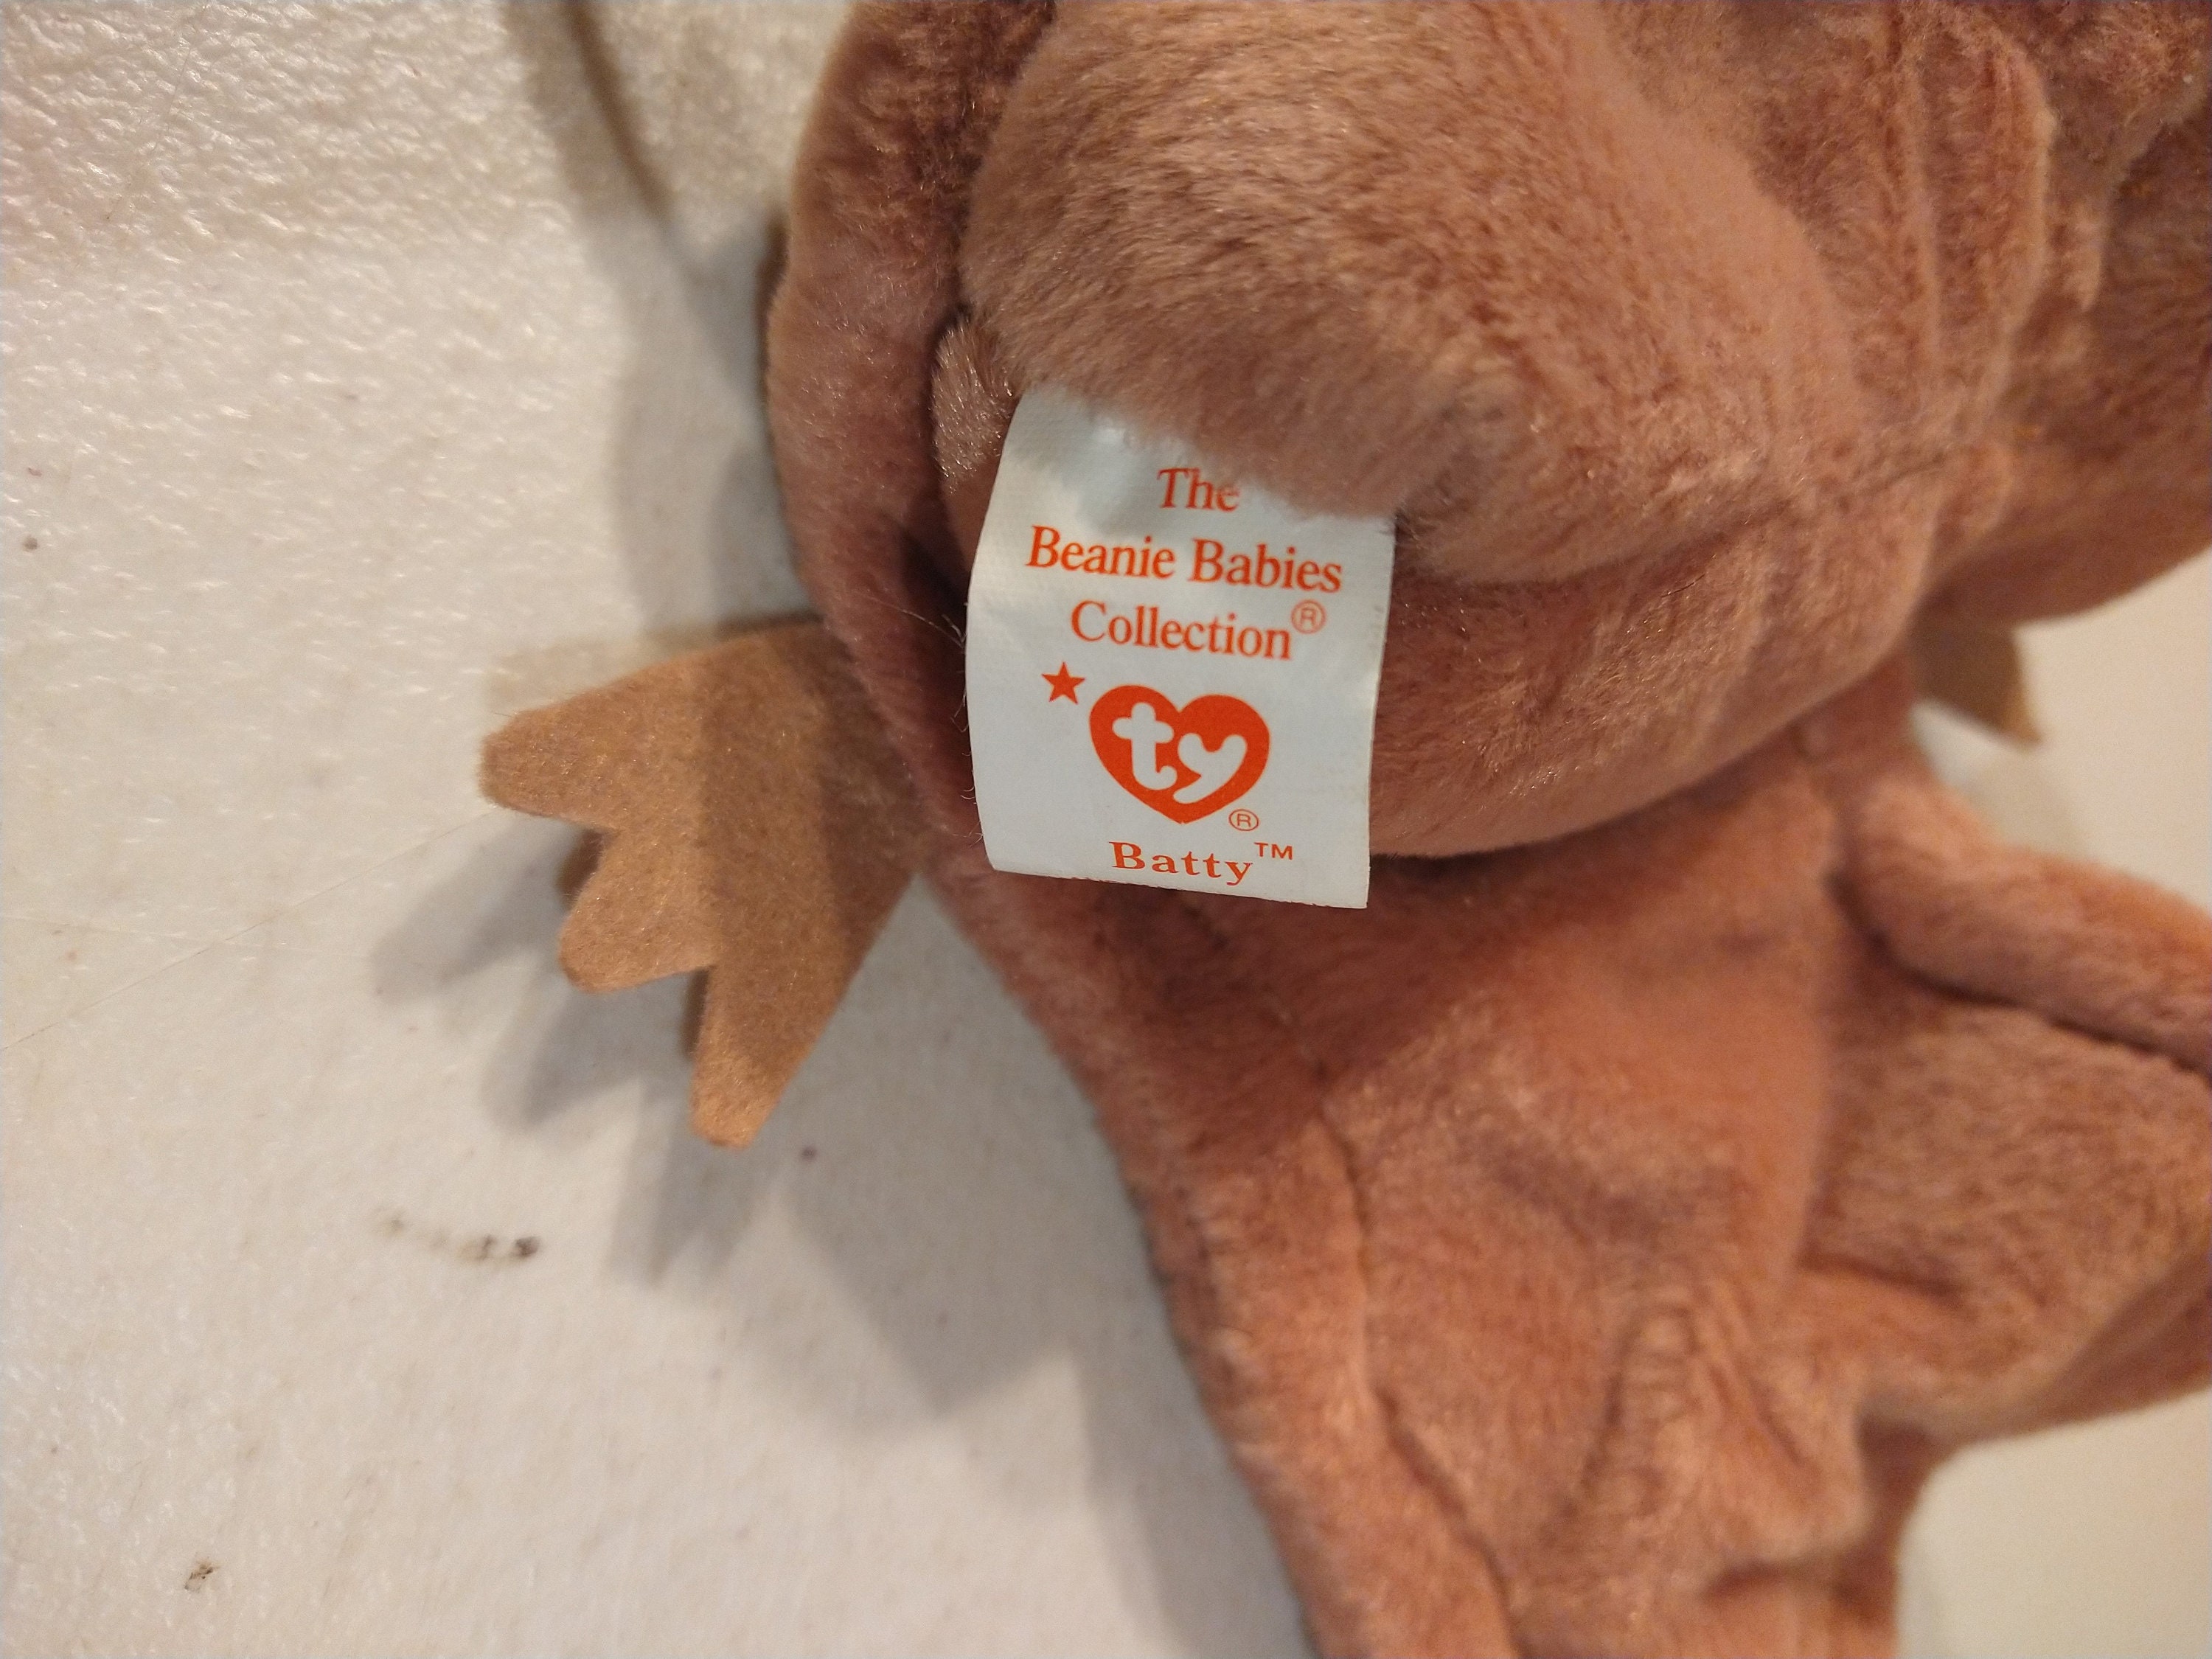 The
Beanie Babies
Collection®
ty®
Batty™